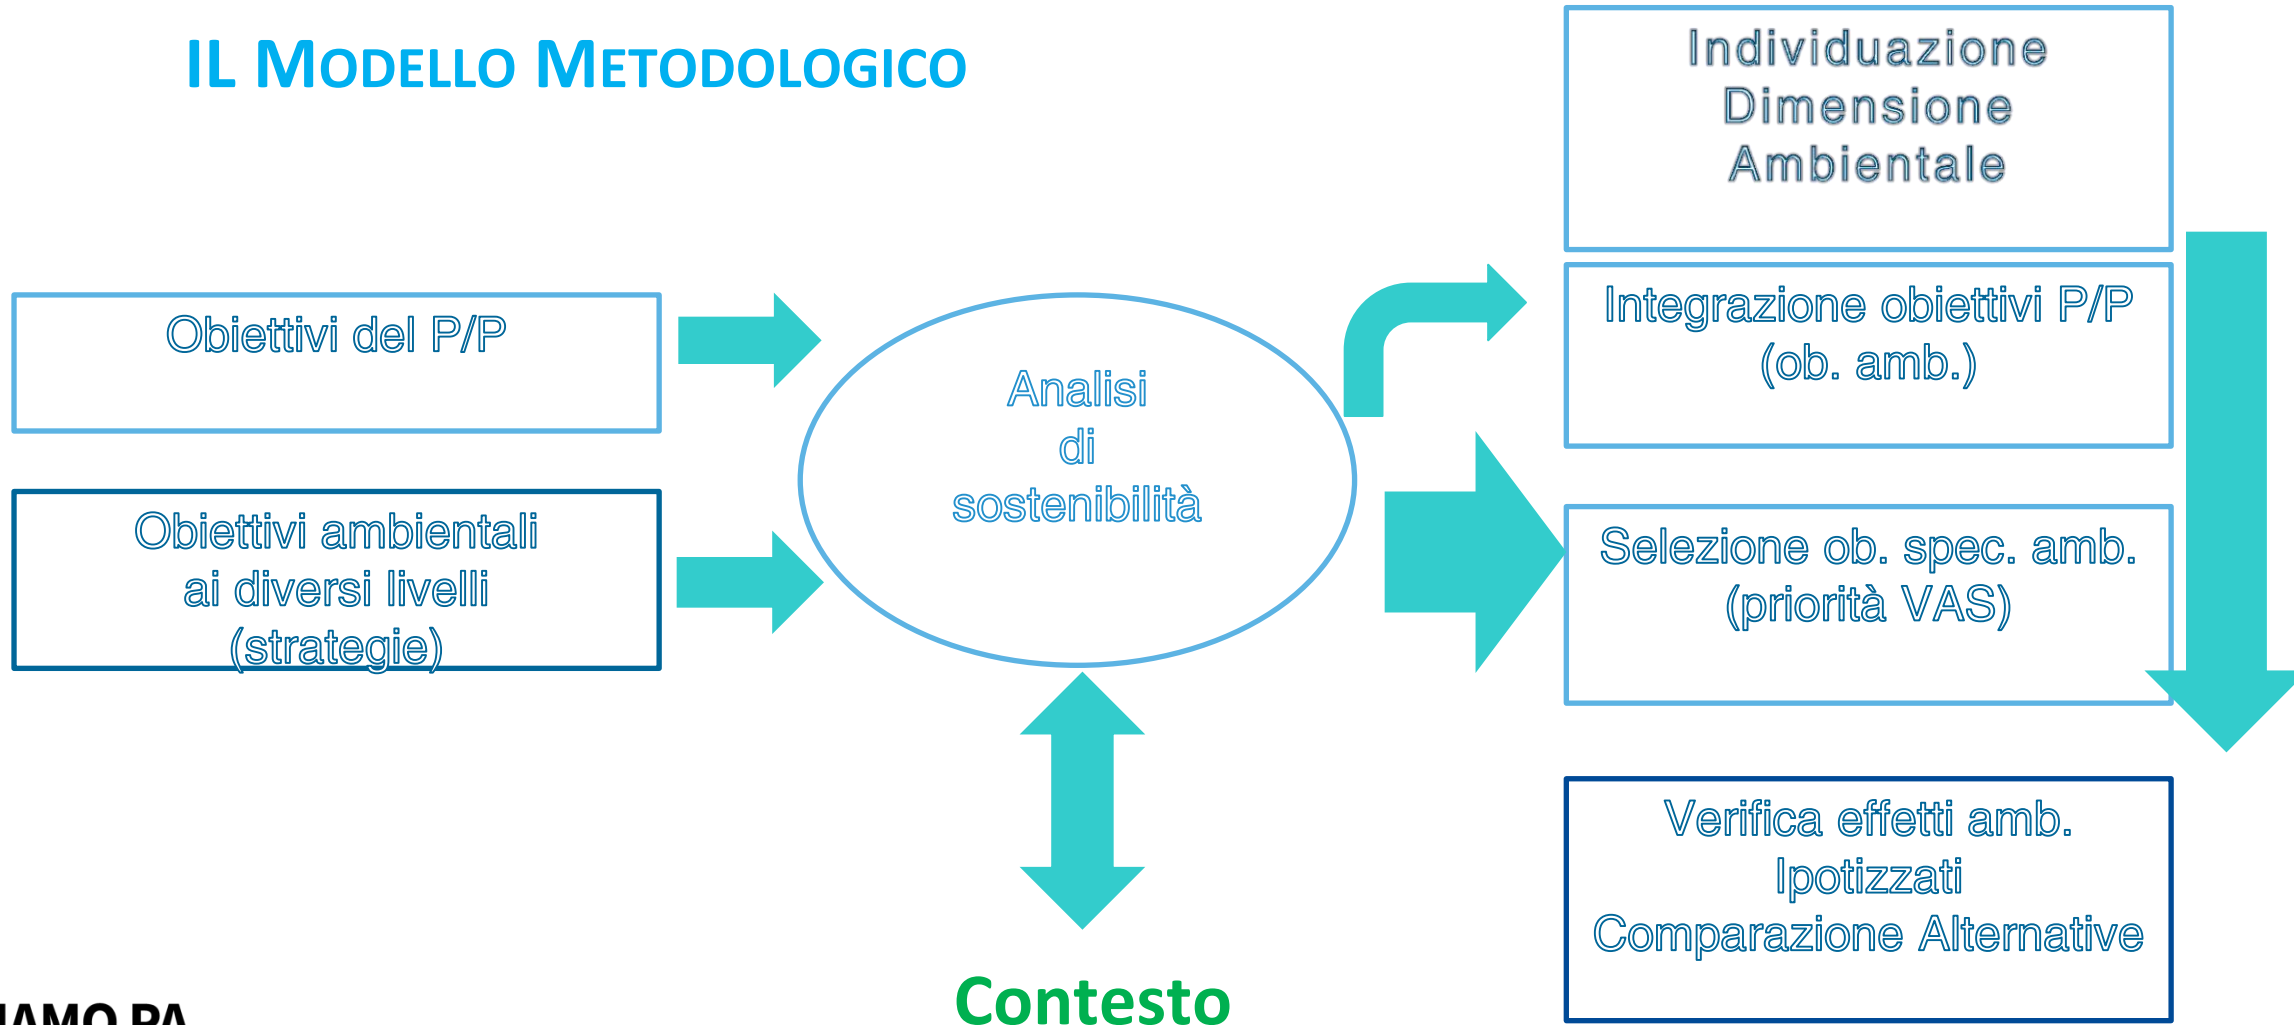 IL MODELLO METODOLOGICO
Individuazione
Dimensione
Ambientale
Obiettivi del P/P
Obiettivi ambientali
ai diversi livelli
(strategie)
Analisi
di
sostenibilità
Integrazione obiettivi P/P
(ob. amb.)
Selezione ob. spec. amb.
(priorità VAS)
Verifica effetti amb.
Ipotizzati
Comparazione Alternative
Contesto
PA